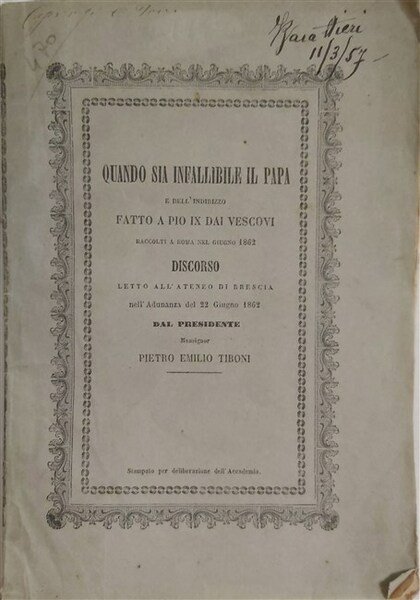 Barattieri
11/3/57
QUANDO SIA INFALLIBILE IL PAPA
E DELL'INDIRIZZO
FATTO A PIO IX DAI VESCOVI
RACCOLTI A ROMA NEL GIUGNO 1862
DISCORSO
LETTO ALL'ATENEO DI BRESCIA
nell'Adunanza del 22 Giugno 1862
DAL PRESIDENTE
Monsignor
PIETRO EMILIO TIBONI
Stampato per deliberazione dell'Accademia.